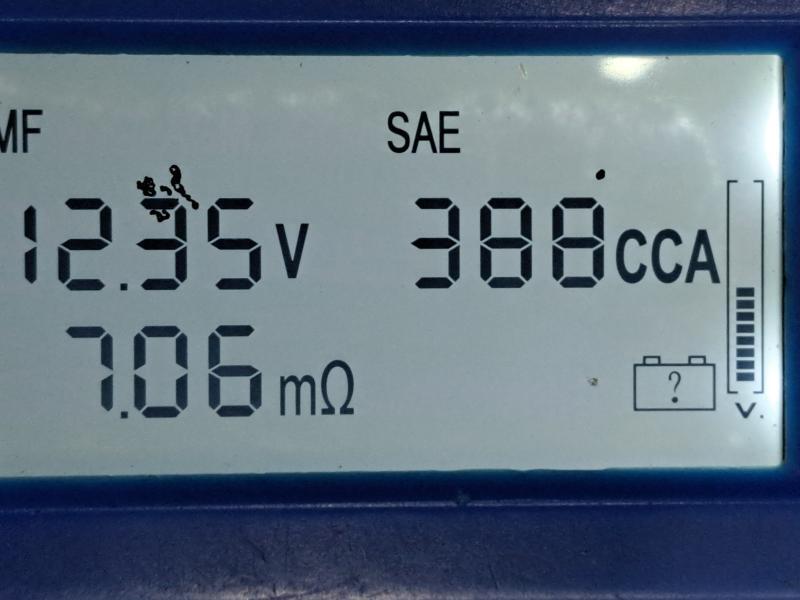 MF SAE
12.35V 388CCA
7.06mΩ
?
V.